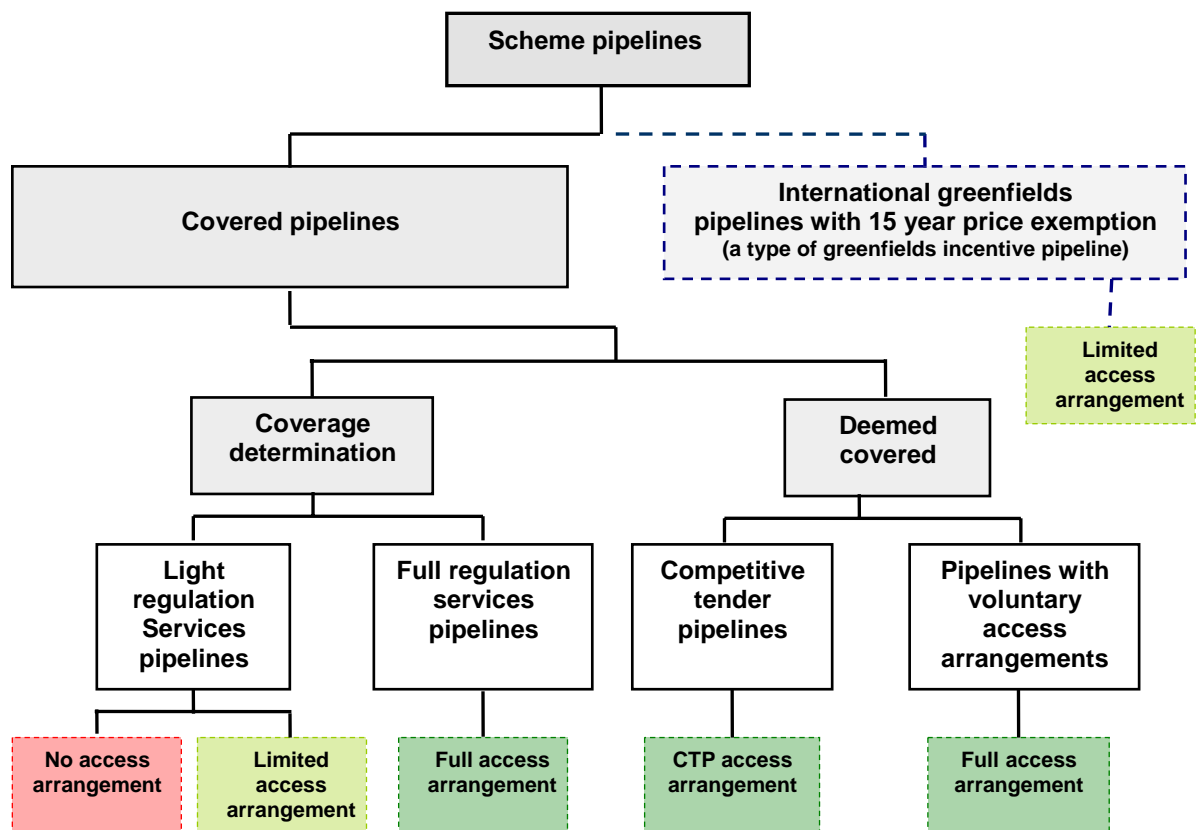 Scheme pipelines
Covered pipelines
International greenfields
pipelines with 15 year price exemption
(a type of greenfields incentive pipeline)
Limited
access
arrangement
Coverage
determination
Deemed
covered
Light
regulation
Services
pipelines
Full regulation
services
pipelines
Competitive
tender
pipelines
Pipelines with
voluntary
access
arrangements
No access
arrangement
Limited
access
arrangement
Full access
arrangement
CTP access
arrangement
Full access
arrangement